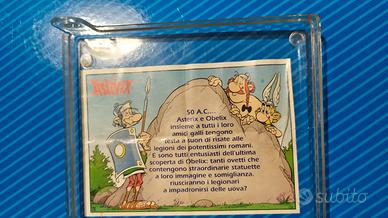 Asterix
50 A.C....
Asterix e Obelix
insieme a tutti i loro
amici galli tengono
testa a suon di risate alle
legioni dei potentissimi romani.
E sono tutti entusiasti dell'ultima
scoperta di Obelix: tanti ovetti che
contengono straordinarie statuette
a loro immagine e somiglianza.
riusciranno i legionari
a impadronirsi delle uova?
subito